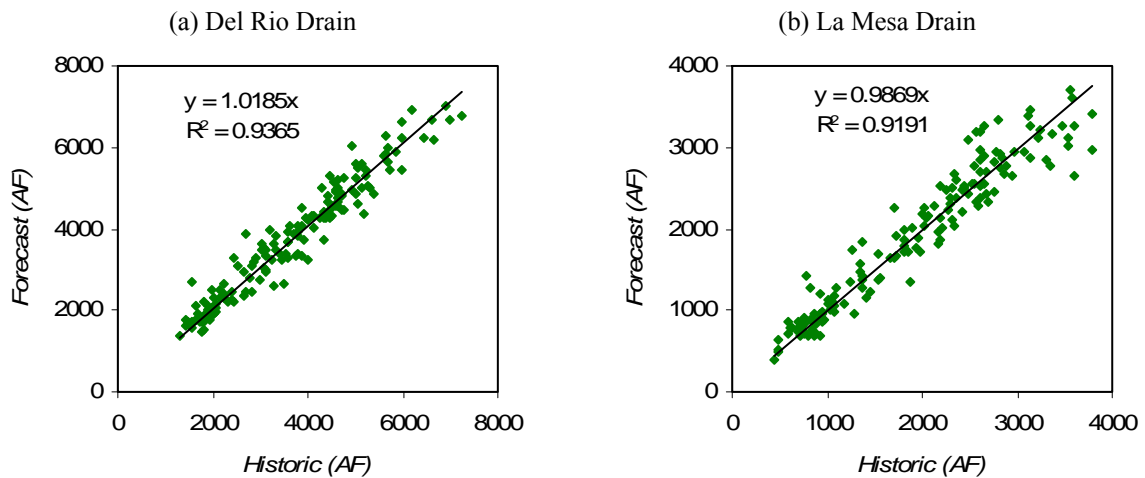 (a) Del Rio Drain
8000
6000
4000
2000
0
Forecast (AF)
y = 1.0185x
R² = 0.9365
0 2000 4000 6000 8000
Historic (AF)
(b) La Mesa Drain
4000
3000
2000
1000
0
Forecast (AF)
y = 0.9869x
R² = 0.9191
0 1000 2000 3000 4000
Historic (AF)